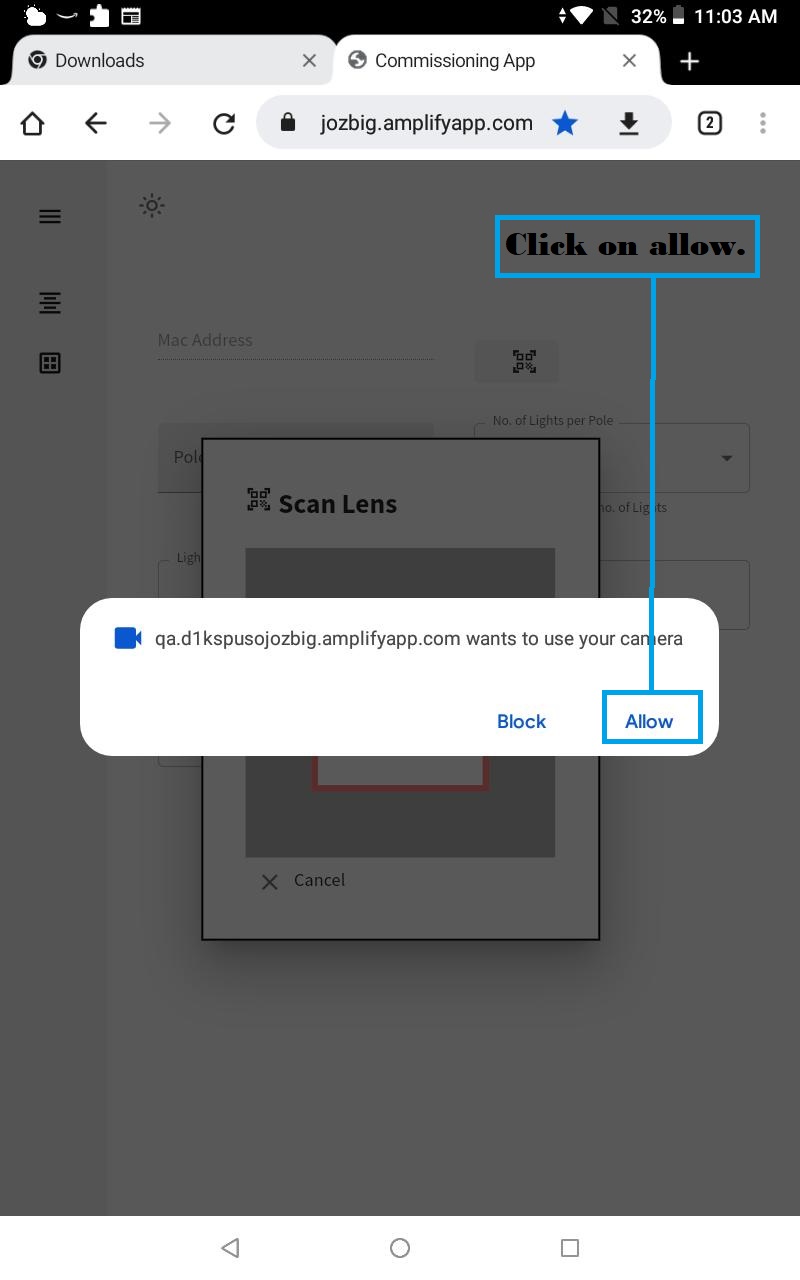 32% 11:03 AM
Downloads
Commissioning App
jozbig.amplifyapp.com
2
Click on allow.
Mac Address
No. of Lights per Pole
Pole
no. of Lights
Scan Lens
Ligh
qa.d1kspusojozbig.amplifyapp.com wants to use your camera
Block
Allow
Cancel